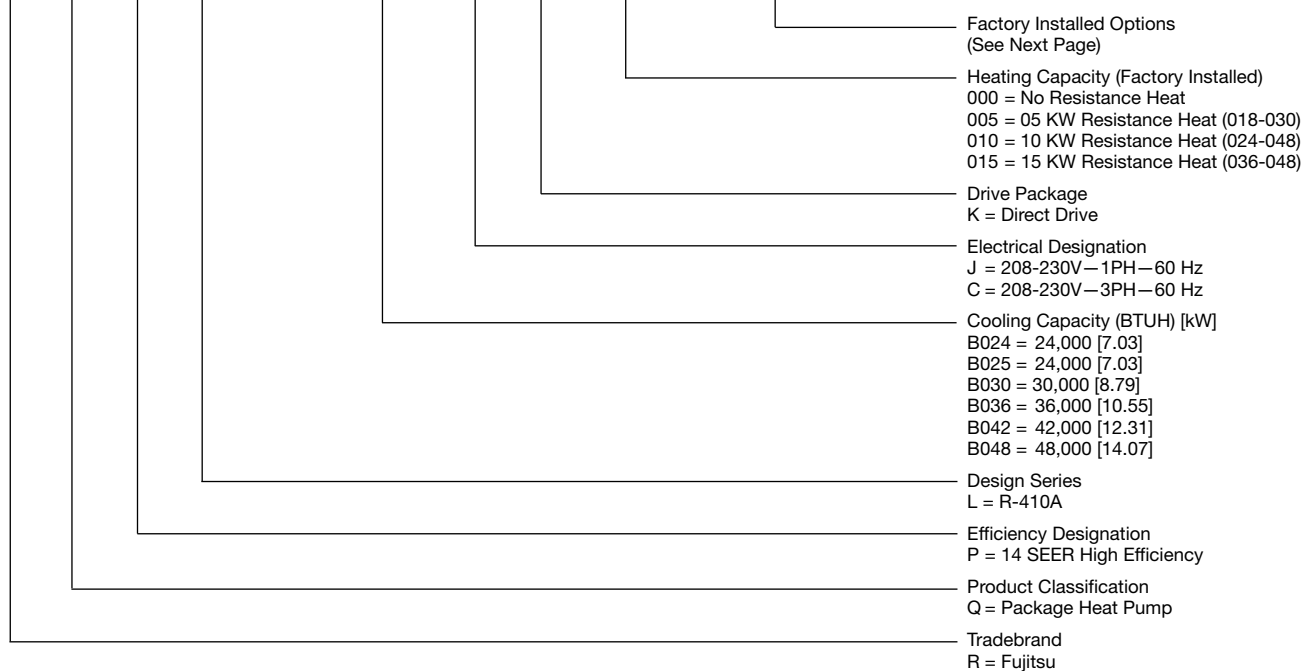 Factory Installed Options
(See Next Page)
Heating Capacity (Factory Installed)
000 = No Resistance Heat
005 = 05 KW Resistance Heat (018-030)
010 = 10 KW Resistance Heat (024-048)
015 = 15 KW Resistance Heat (036-048)
Drive Package
K = Direct Drive
Electrical Designation
J = 208-230V—1PH—60 Hz
C = 208-230V—3PH—60 Hz
Cooling Capacity (BTUH) [kW]
B024 = 24,000 [7.03]
B025 = 24,000 [7.03]
B030 = 30,000 [8.79]
B036 = 36,000 [10.55]
B042 = 42,000 [12.31]
B048 = 48,000 [14.07]
Design Series
L = R-410A
Efficiency Designation
P = 14 SEER High Efficiency
Product Classification
Q = Package Heat Pump
Tradebrand
R = Fujitsu